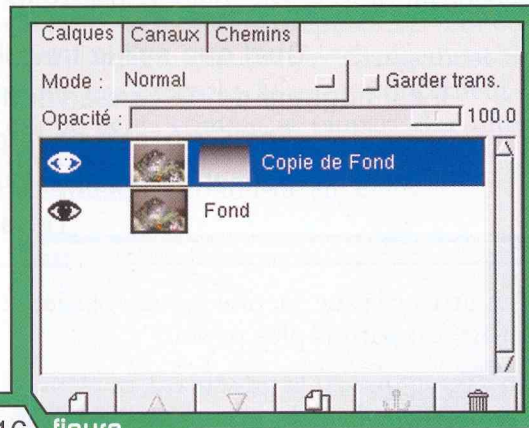 Calques Canaux Chemins
Mode : Normal Garder trans.
Opacité : 100.0
Copie de Fond
Fond
figure